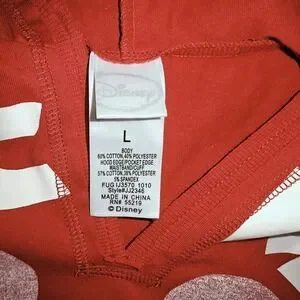 Disney
L
BODY
60% COTTON, 40% POLYESTER
HOOD EDGE/POCKET EDGE
WAISTBAND/CUFF
57% COTTON, 38% POLYESTER
5% SPANDEX
FUG IJ3570 1010
Style#JJ2346
MADE IN CHINA
RN# 55219
© Disney